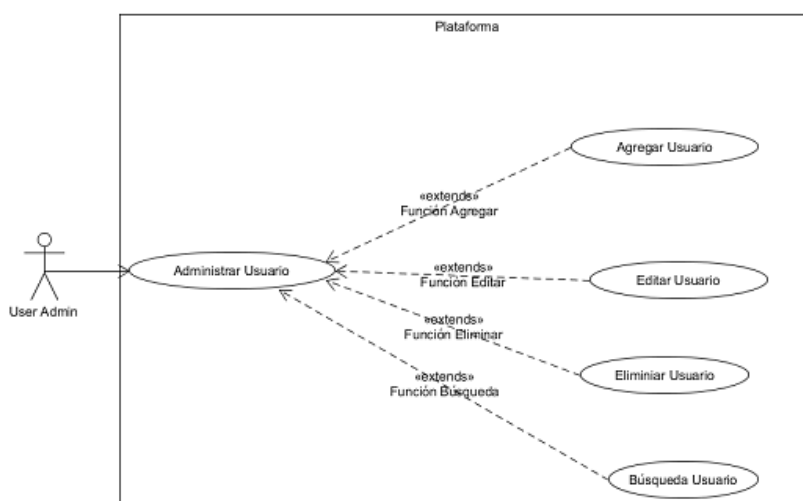 Plataforma
Agregar Usuario
«extends»
Función Agregar
Administrar Usuario
«extends»
Función Editar
Editar Usuario
User Admin
«extends»
Función Eliminar
Eliminiar Usuario
«extends»
Función Búsqueda
Búsqueda Usuario